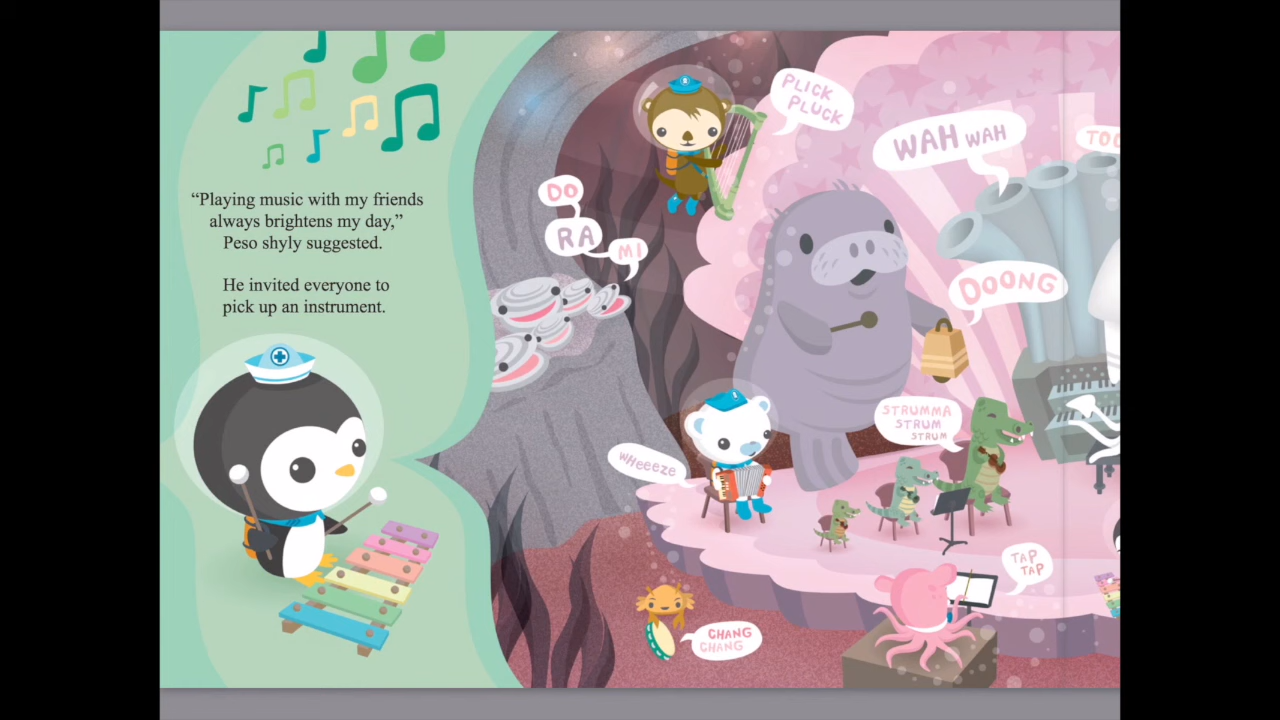 “Playing music with my friends
always brightens my day,”
Peso shyly suggested.
He invited everyone to
pick up an instrument.
DO
RA
MI
PLICK
PLUCK
WAH WAH
TOO
DOONG
STRUMMA
STRUM
STRUM
WHeeeze
TAP
TAP
CHANG
CHANG